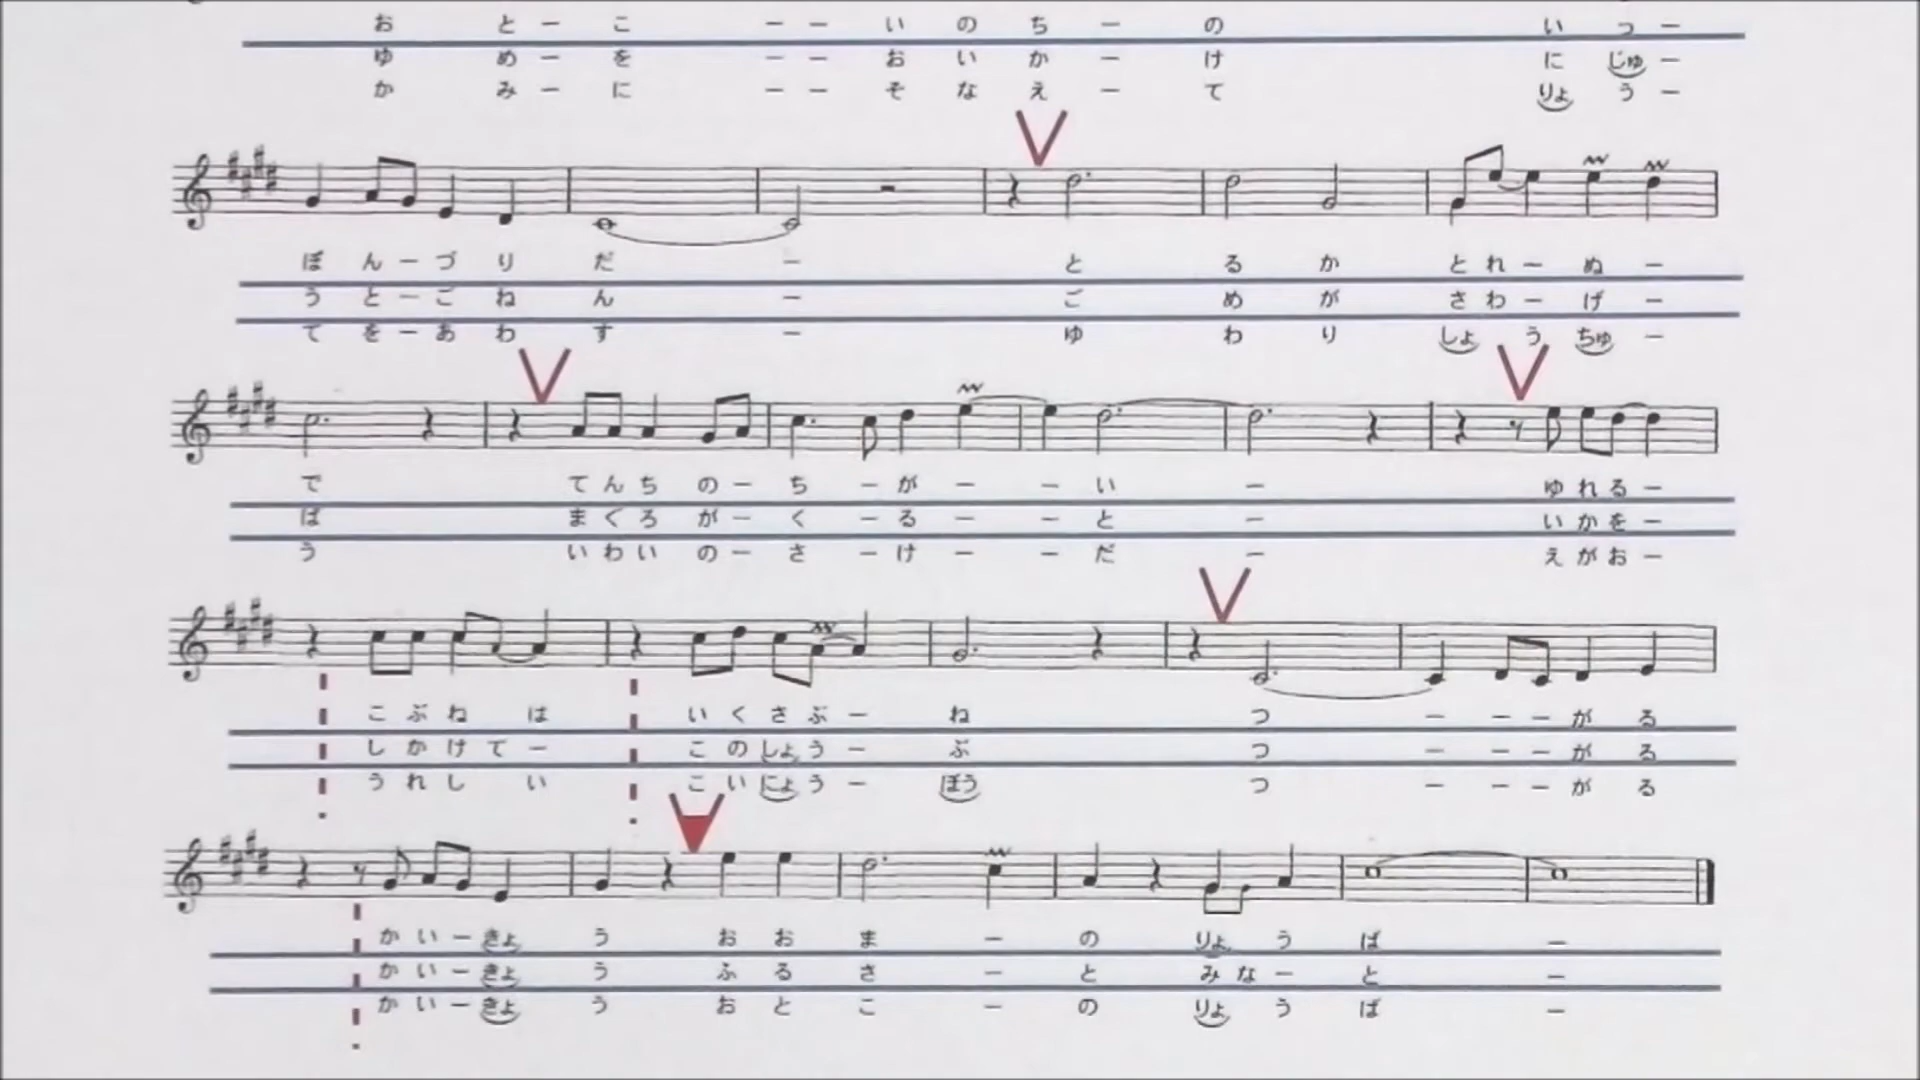 お と ー こ ー ー い の ち ー の い っ ー
ゆ め ー を ー ー お い か ー け に じゅ ー
か み ー に ー ー そ な え ー て りょ う ー
ぽ ん ー づ り だ ー と る か と れ ー ぬ ー
う と ー ご ね ん ー ご め が さ わ ー げ ー
て を ー あ わ す ー ゆ わ り しょ う ちゅ ー
で て ん ち の ー ち ー が ー ー い ー ゆ れ る ー
ば ま ぐ ろ が ー く ー る ー ー と ー い か を ー
う い わ い の ー さ ー け ー ー だ ー え が お ー
こ ぶ ね は い く さ ぶ ー ね つ ー ー ー が る
し か け て ー こ の しょ う ー ぶ つ ー ー ー が る
う れ し い こ い にょ う ー ぼう つ ー ー ー が る
か い ー きょ う お お ま ー の りょ う ば ー
か い ー きょ う ふ る さ ー と み な ー と ー
か い ー きょ う お と こ ー の りょ う ば ー